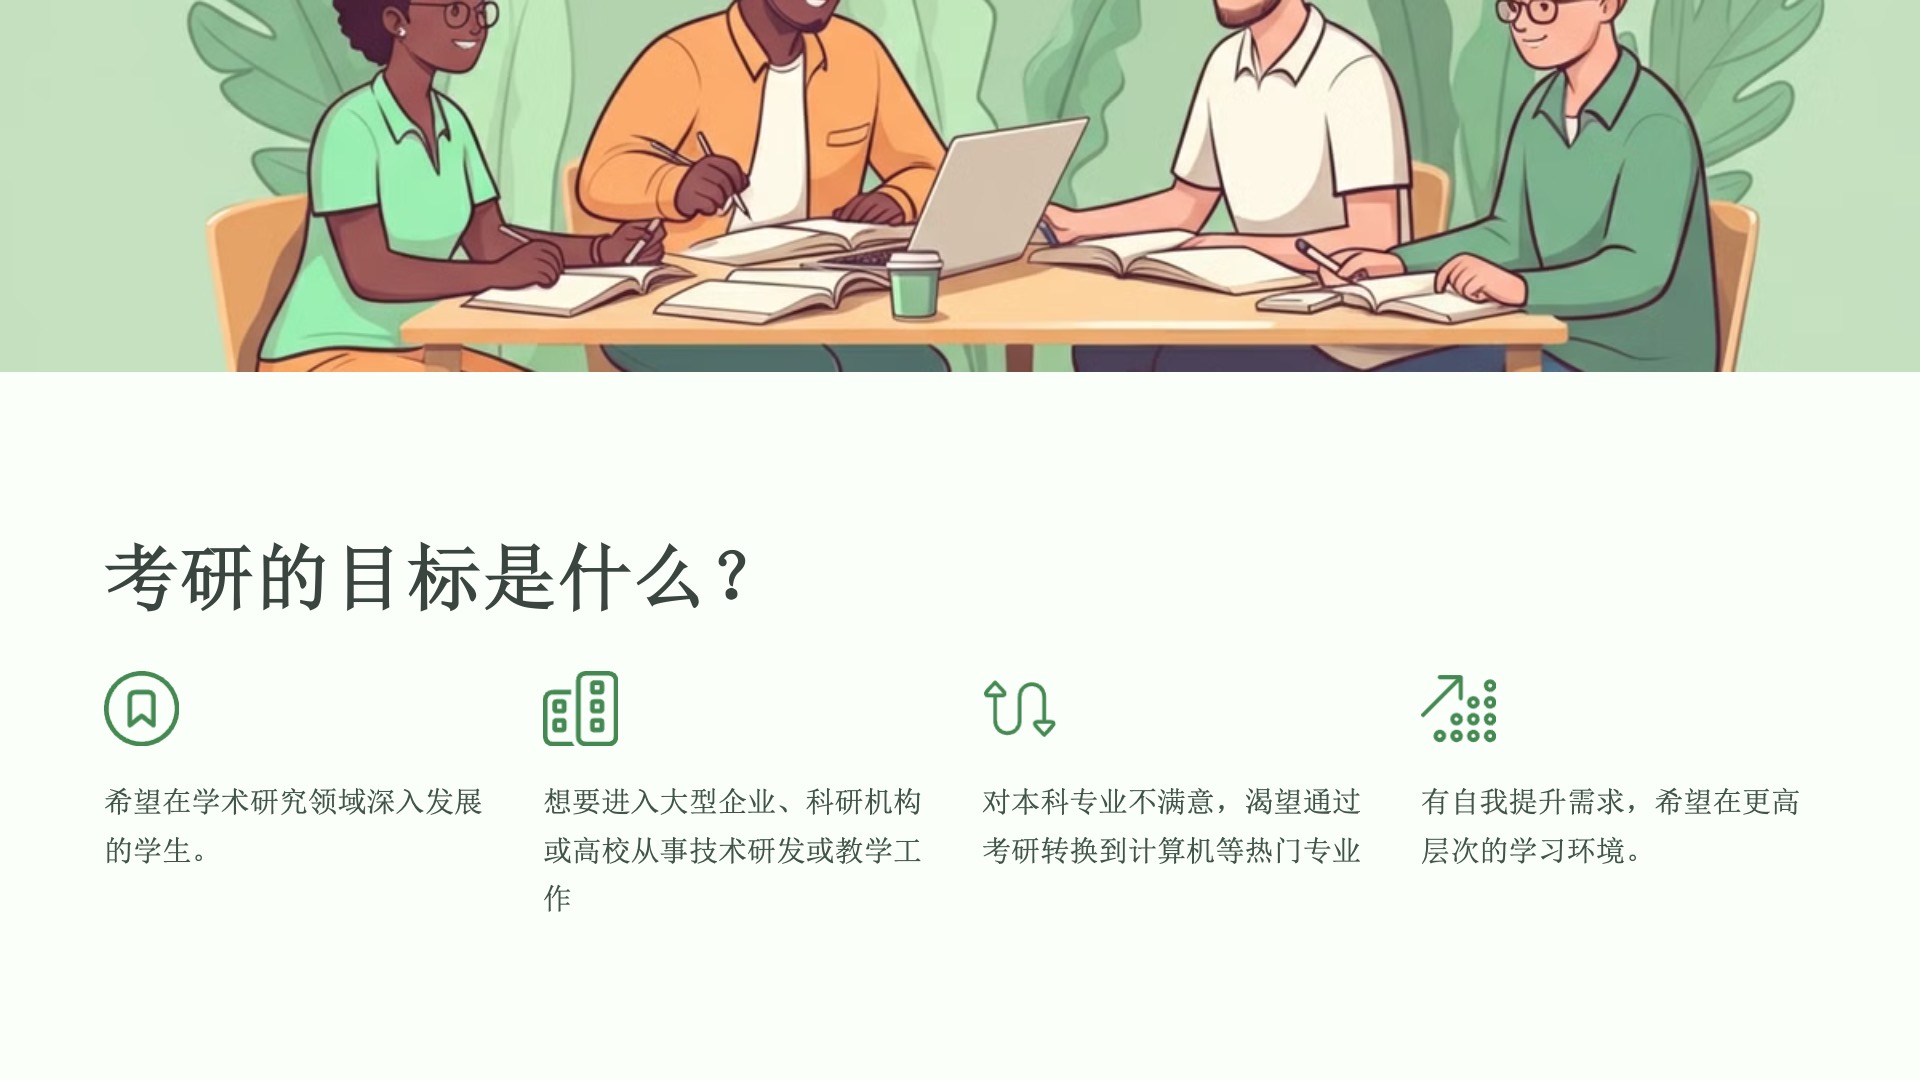 考研的目标是什么？
希望在学术研究领域深入发展
的学生。
想要进入大型企业、科研机构
或高校从事技术研发或教学工
作
对本科专业不满意，渴望通过
考研转换到计算机等热门专业
有自我提升需求，希望在更高
层次的学习环境。